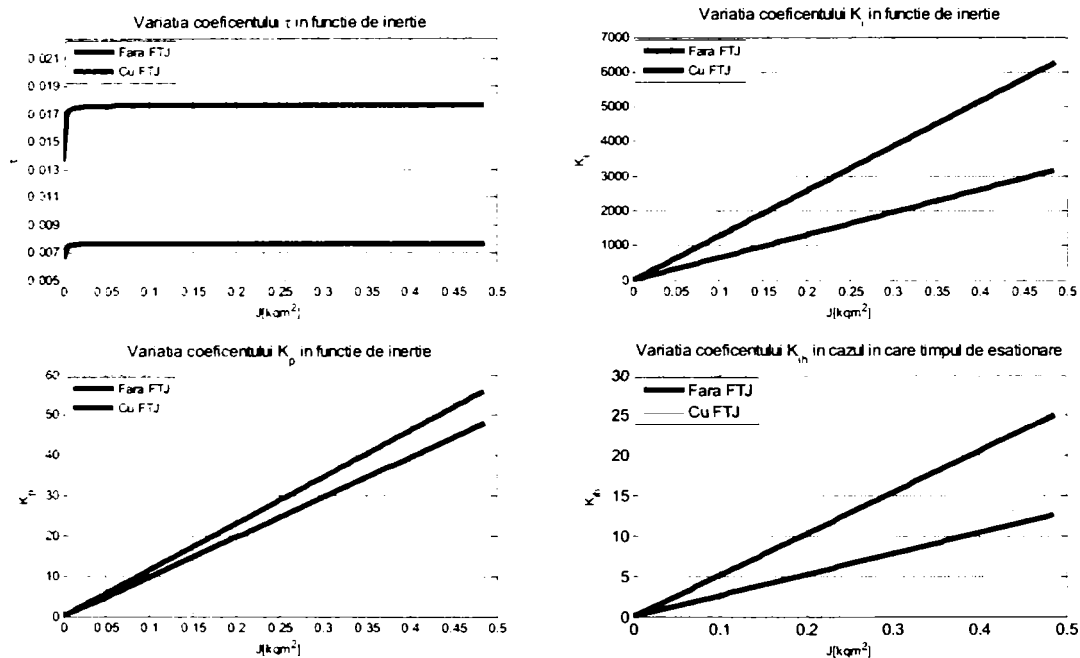 Variatia coeficentului τ in functie de inertie
Fara FTJ
Cu FTJ
0.021
0.019
0.017
0.015
0.013
0.011
0.009
0.007
0.005
τ
0 0.05 0.1 0.15 0.2 0.25 0.3 0.35 0.4 0.45 0.5
J[kgm²]
Variatia coeficentului K_i in functie de inertie
Fara FTJ
Cu FTJ
7000
6000
5000
4000
3000
2000
1000
0
K_i
0.05 0.1 0.15 0.2 0.25 0.3 0.35 0.4 0.45 0.5
J[kgm²]
Variatia coeficentului K_p in functie de inertie
Fara FTJ
Cu FTJ
60
50
40
30
20
10
0
K_p
0 0.05 0.1 0.15 0.2 0.25 0.3 0.35 0.4 0.45 0.5
J[kgm²]
Variatia coeficentului K_ih in cazul in care timpul de esationare
Fara FTJ
Cu FTJ
30
25
20
15
10
5
0
K_ih
0 0.1 0.2 0.3 0.4 0.5
J[kgm²]